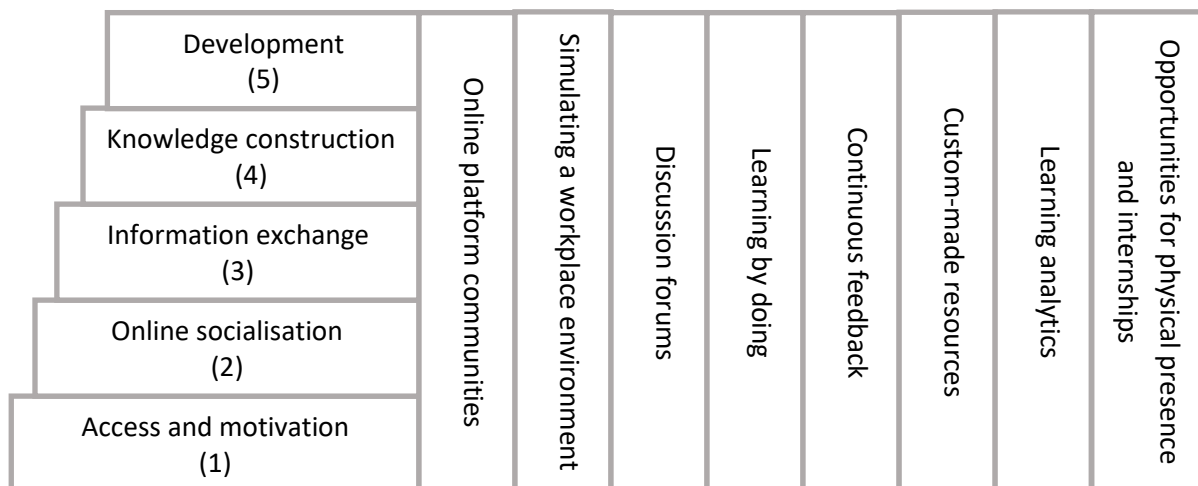 Development
(5)
Knowledge construction
(4)
Information exchange
(3)
Online socialisation
(2)
Access and motivation
(1)
Online platform communities
Simulating a workplace environment
Discussion forums
Learning by doing
Continuous feedback
Custom-made resources
Learning analytics
Opportunities for physical presence
and internships